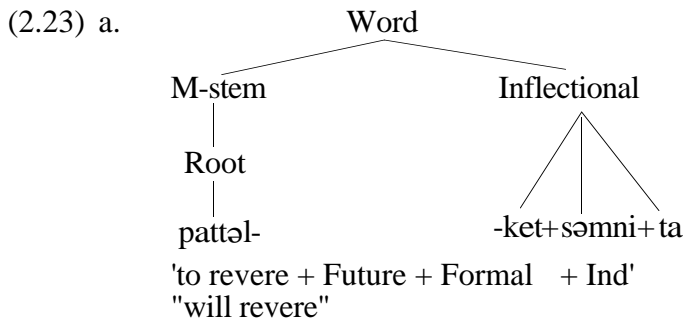 (2.23) a. Word
M-stem Inflectional
Root
pattəl- -ket+səmni+ta
'to revere + Future + Formal + Ind'
"will revere"